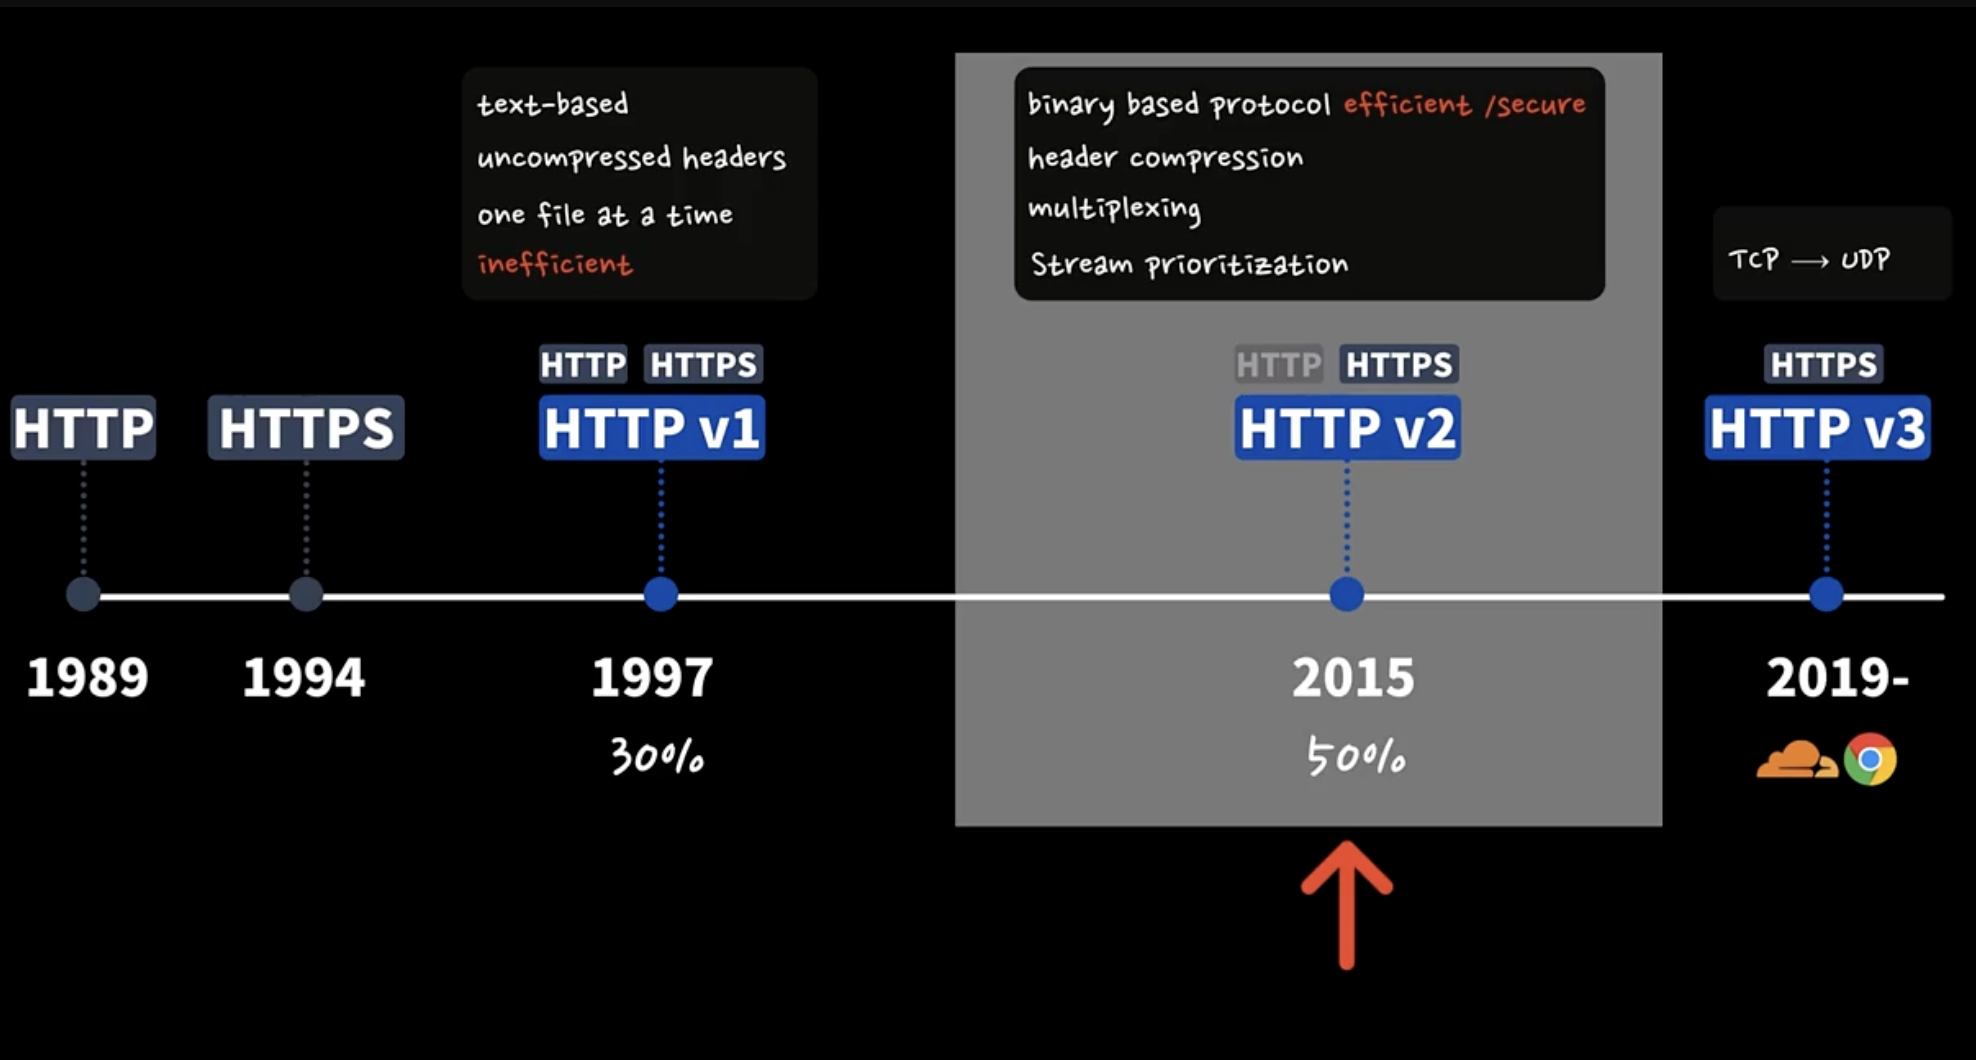 text-based
uncompressed headers
one file at a time
inefficient
binary based protocol efficient /secure
header compression
multiplexing
Stream prioritization
TCP → UDP
HTTP HTTPS
HTTP HTTPS
HTTPS
HTTP
HTTPS
HTTP v1
HTTP v2
HTTP v3
1989
1994
1997
2015
2019-
30%
50%